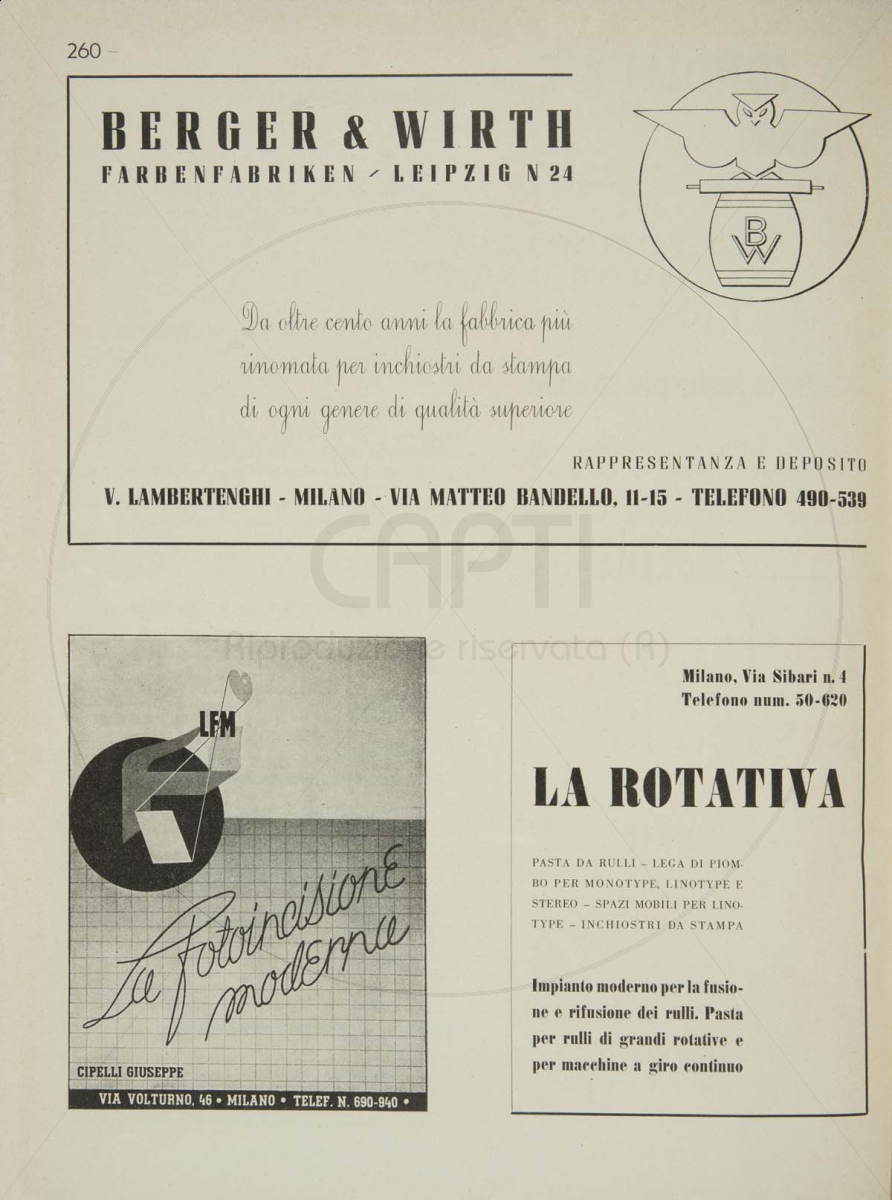 260
BERGER & WIRTH
FARBENFABRIKEN - LEIPZIG N 24
B
W
Da oltre cento anni la fabbrica più
rinomata per inchiostri da stampa
di ogni genere di qualità superiore
RAPPRESENTANZA E DEPOSITO
V. LAMBERTENGHI - MILANO - VIA MATTEO BANDELLO, 11-15 - TELEFONO 490-539
CAPTI
Riproduzione riservata (R)
LFM
La fotoincisione
moderna
CIPELLI GIUSEPPE
VIA VOLTURNO, 46 • MILANO • TELEF. N. 690-940 •
Milano, Via Sibari n. 4
Telefono num. 50-620
LA ROTATIVA
PASTA DA RULLI – LEGA DI PIOM-
BO PER MONOTYPE, LINOTYPE E
STEREO – SPAZI MOBILI PER LINO-
TYPE – INCHIOSTRI DA STAMPA
Impianto moderno per la fusio-
ne e rifusione dei rulli. Pasta
per rulli di grandi rotative e
per macchine a giro continuo